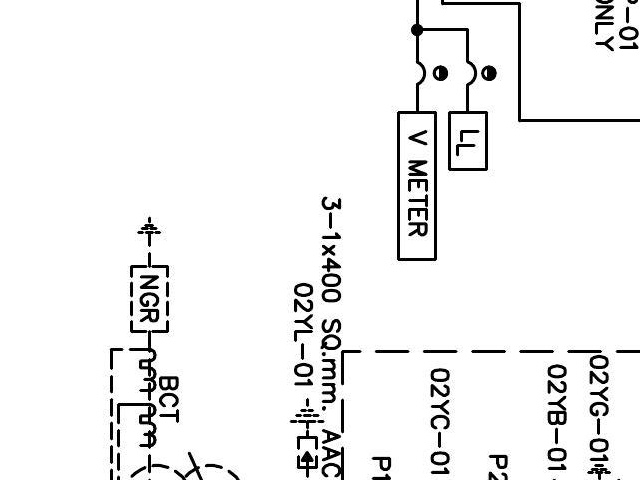 P-01
ONLY
LL
V METER
3-1x400 SQ.mm. AAC
02YL-01
NGR
BCT
02YG-01
02YB-01
02YC-01
P2
P1